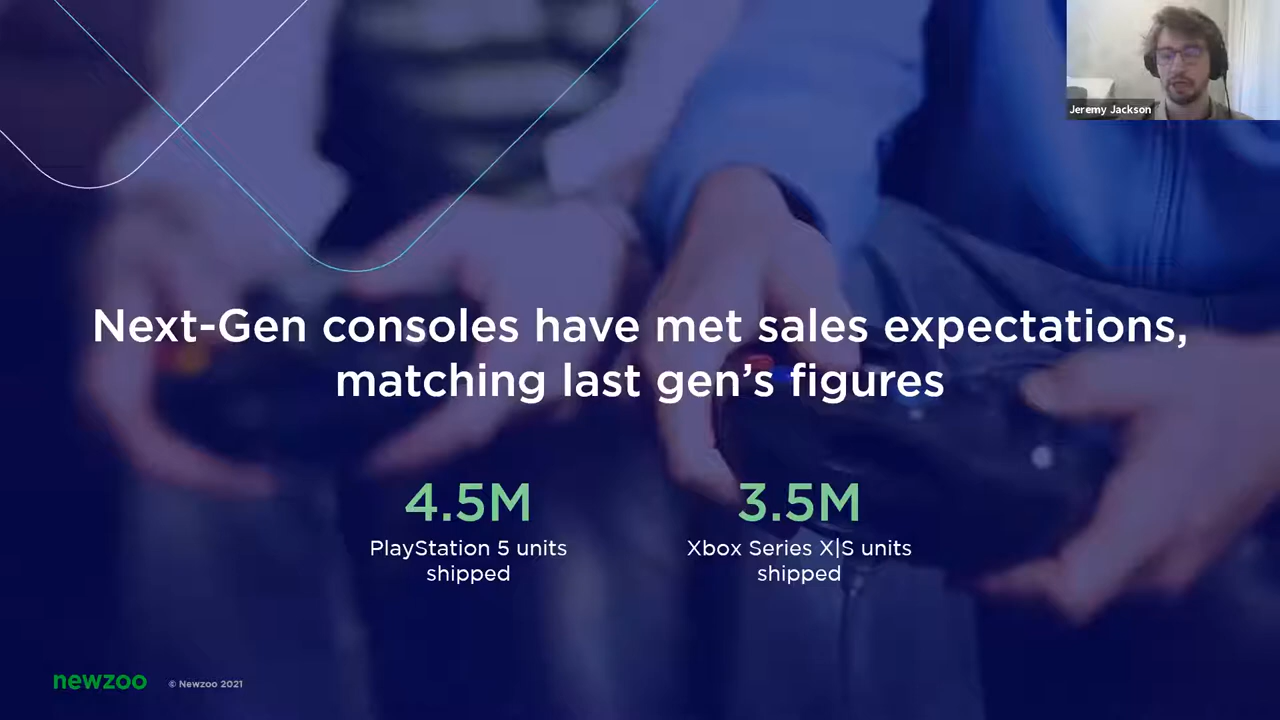 Jeremy Jackson
Next-Gen consoles have met sales expectations,
matching last gen’s figures
4.5M
PlayStation 5 units
shipped
3.5M
Xbox Series X|S units
shipped
newzoo
© Newzoo 2021